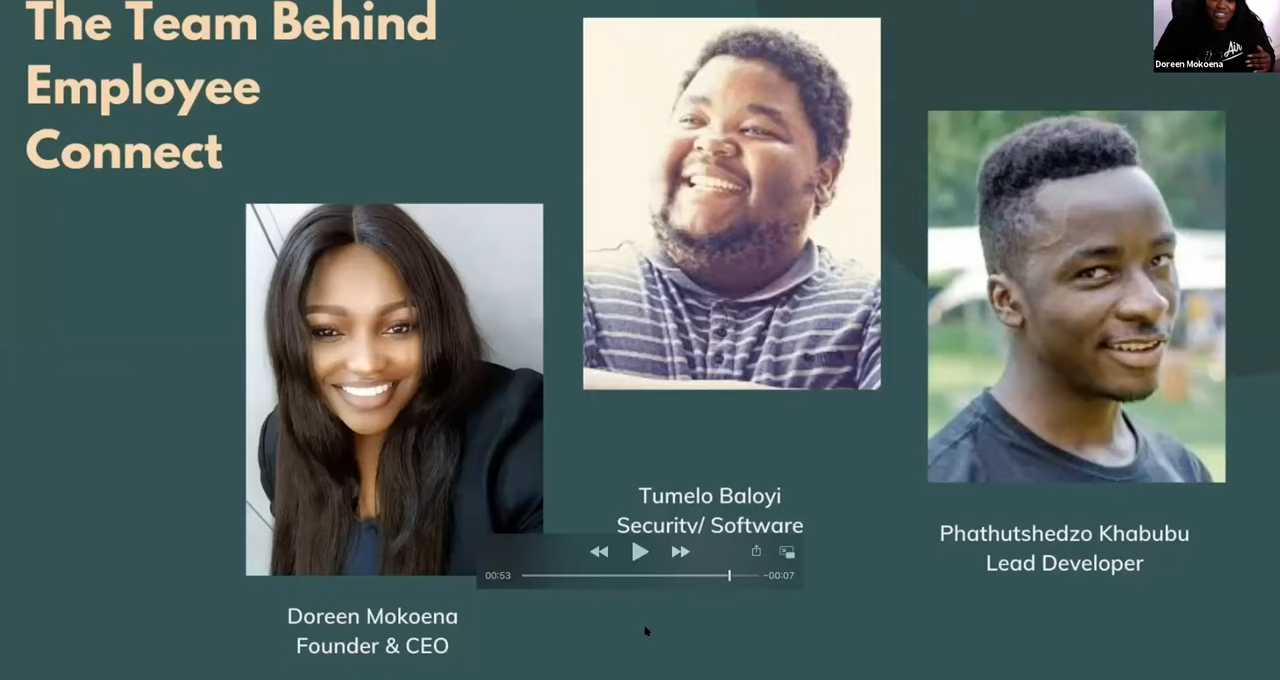 The Team Behind
Employee
Connect
Air
Doreen Mokoena
Tumelo Baloyi
Security/ Software
Phathutshedzo Khabubu
Lead Developer
00:53
-00:07
Doreen Mokoena
Founder & CEO